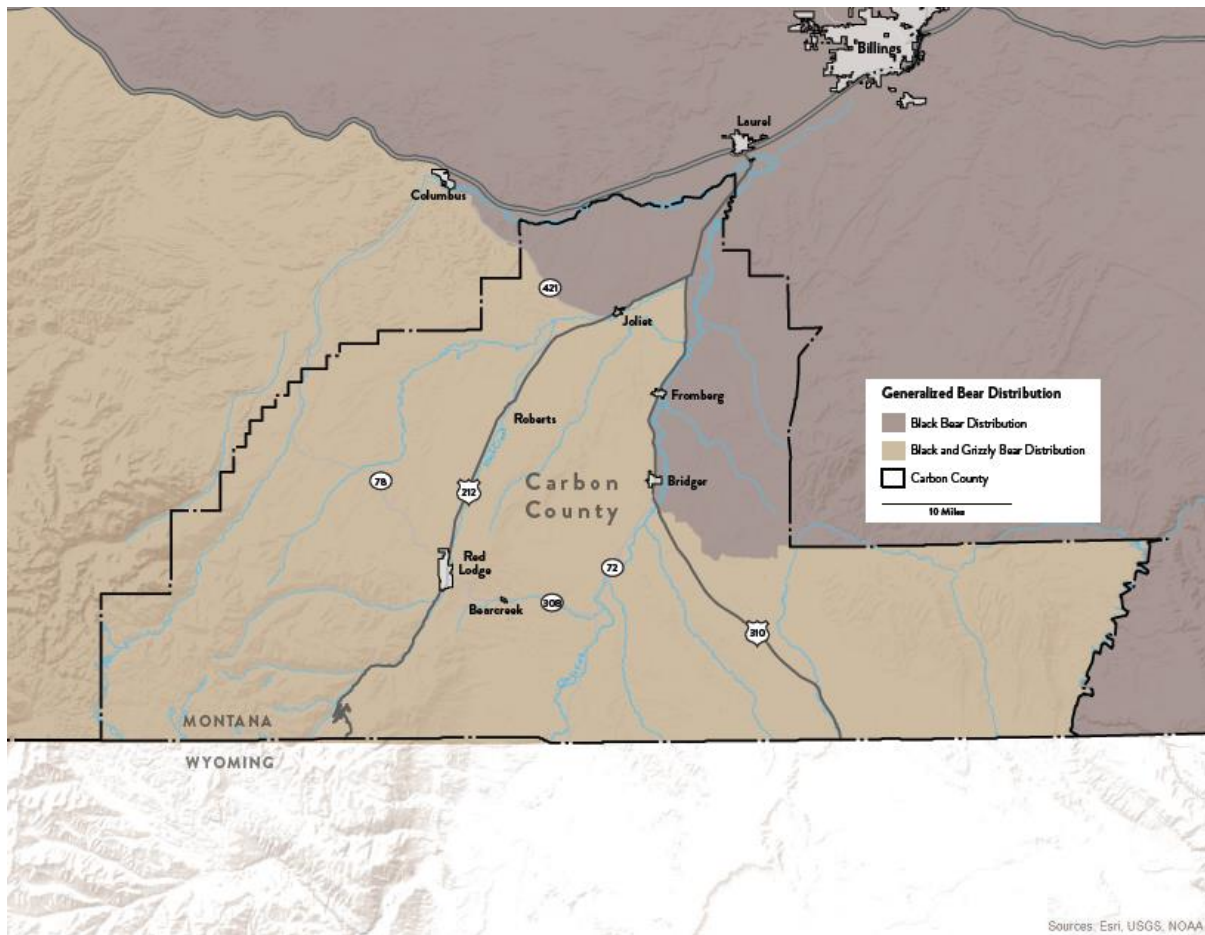 Billings
Laurel
Columbus
421
Joliet
Fromberg
Generalized Bear Distribution
Black Bear Distribution
Black and Grizzly Bear Distribution
Carbon County
10 Miles
Roberts
78
212
Carbon
County
Bridger
Red
Lodge
72
Bearcreek
308
310
MONTANA
WYOMING
Sources: Esri, USGS, NOAA